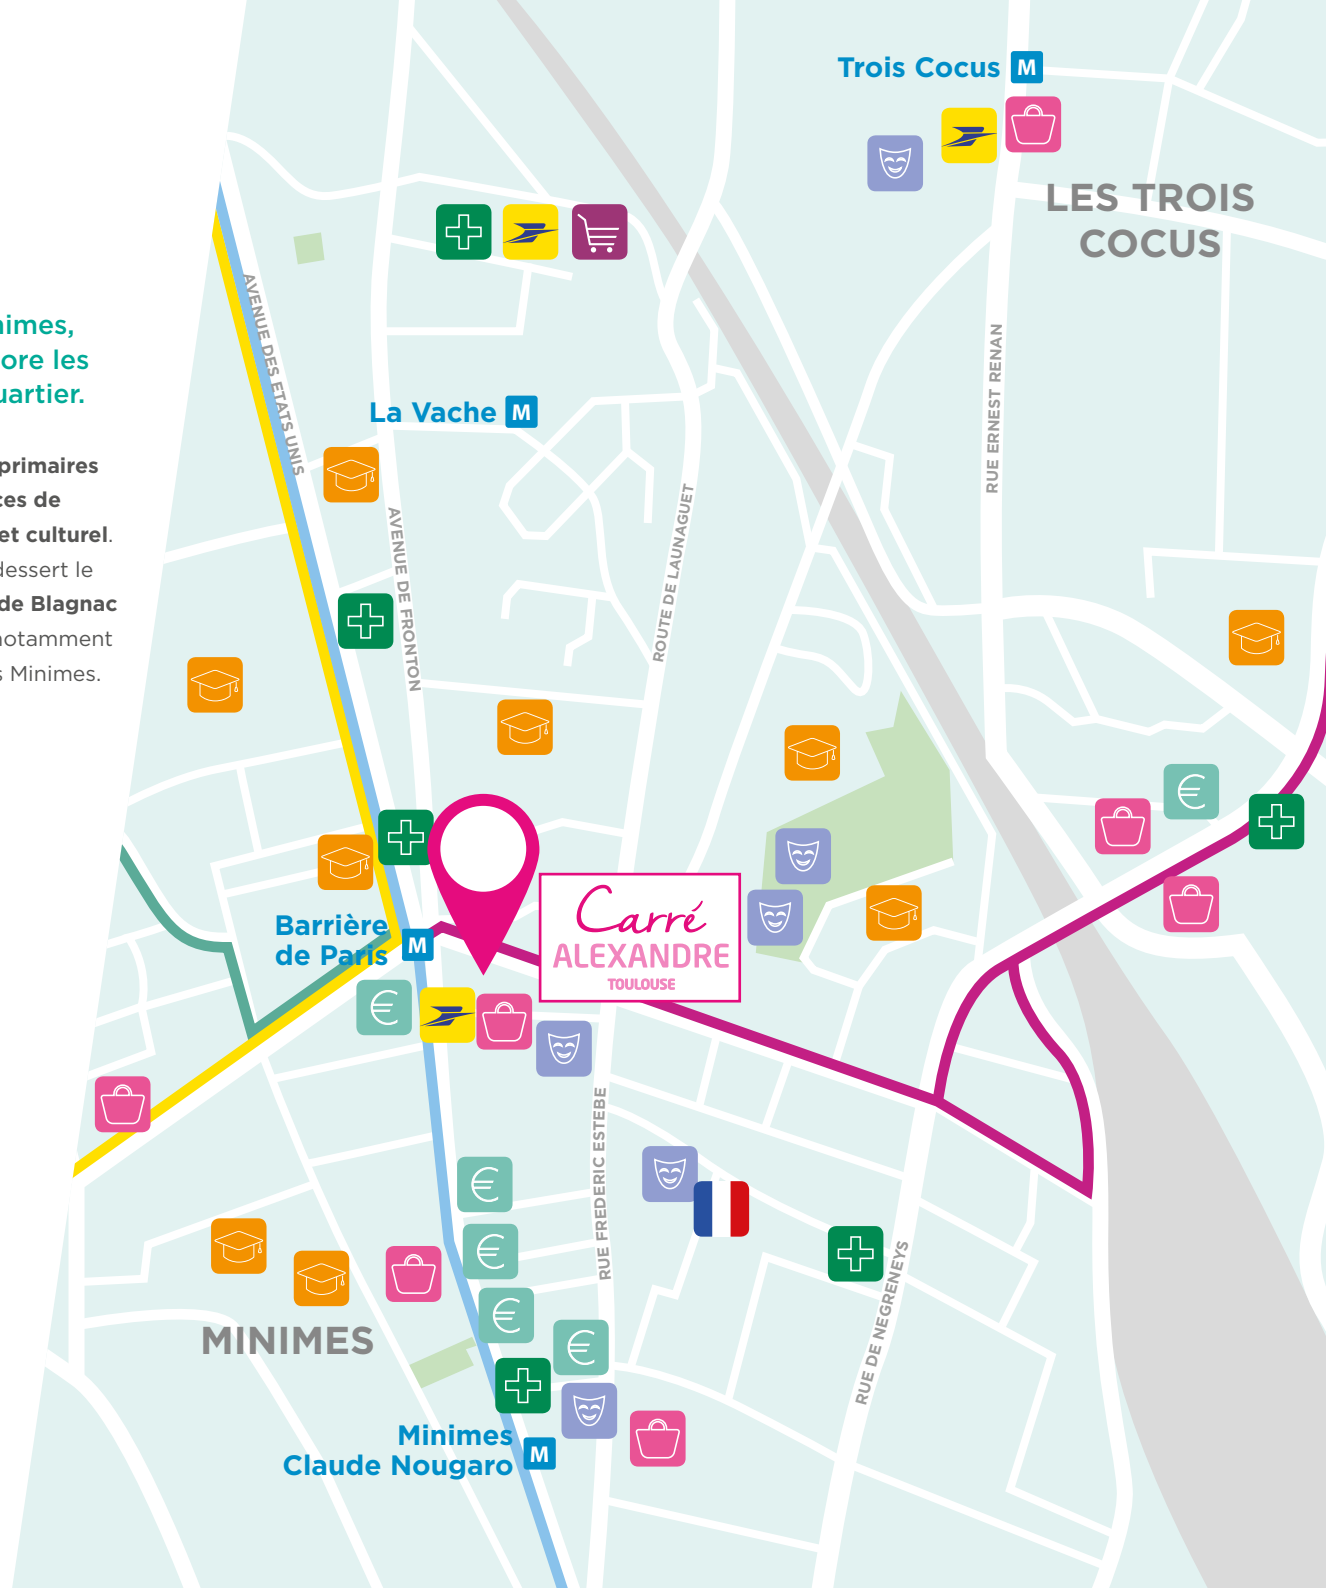 Trois Cocus M
LES TROIS
COCUS
AVENUE DES ETATS UNIS
nimes,
ore les
uartier.
RUE ERNEST RENAN
La Vache M
primaires
ces de
et culturel.
dessert le
de Blagnac
notamment
s Minimes.
AVENUE DE FRONTON
ROUTE DE LAUNAGUET
€
Carré
ALEXANDRE
TOULOUSE
Barrière
de Paris M
€
RUE FREDERIC ESTEBE
€
€
RUE DE NEGRENEYS
€
€
MINIMES
Minimes
Claude Nougaro M